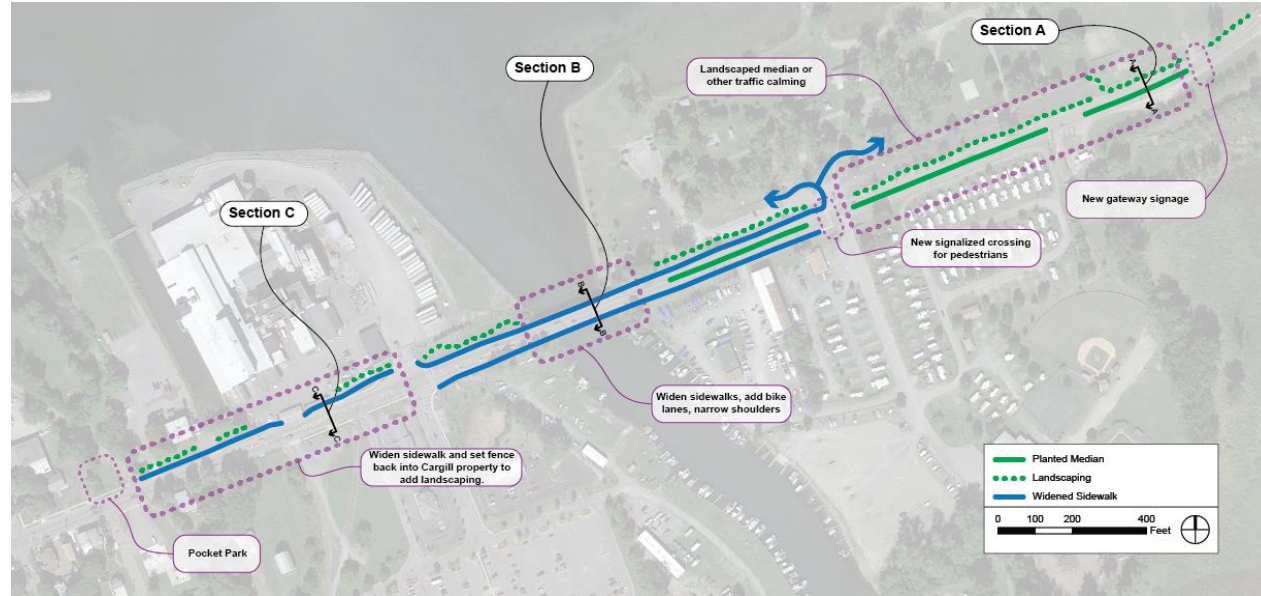 Section A
Section B
Landscaped median or
other traffic calming
A
A
New gateway signage
Section C
New signalized crossing
for pedestrians
B
B
Widen sidewalks, add bike
lanes, narrow shoulders
C
C
Widen sidewalk and set fence
back into Cargill property to
add landscaping.
Pocket Park
Planted Median
Landscaping
Widened Sidewalk
0 100 200 400
Feet